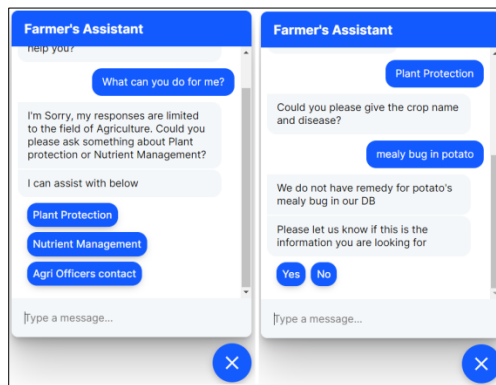 Farmer's Assistant
help you?
What can you do for me?
I'm Sorry, my responses are limited
to the field of Agriculture. Could you
please ask something about Plant
protection or Nutrient Management?
I can assist with below
Plant Protection
Nutrient Management
Agri Officers contact
Type a message...
Farmer's Assistant
Plant Protection
Could you please give the crop name
and disease?
mealy bug in potato
We do not have remedy for potato's
mealy bug in our DB
Please let us know if this is the
information you are looking for
Yes No
Type a message...